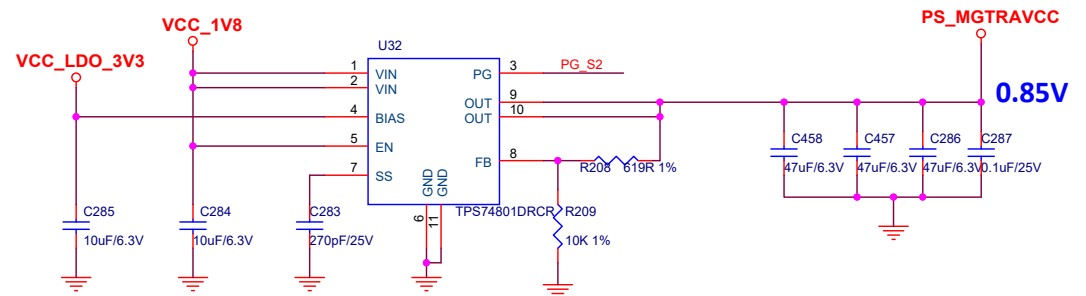 PS_MGTRAVCC
VCC_1V8
VCC_LDO_3V3
U32
1
VIN
2
VIN
4
BIAS
5
EN
7
SS
PG
3
PG_S2
OUT
9
OUT
10
FB
8
GND
GND
6
11
TPS74801DRCR
0.85V
R208
619R 1%
R209
10K 1%
C285
10uF/6.3V
C284
10uF/6.3V
C283
270pF/25V
C458
47uF/6.3V
C457
47uF/6.3V
C286
47uF/6.3V
C287
0.1uF/25V